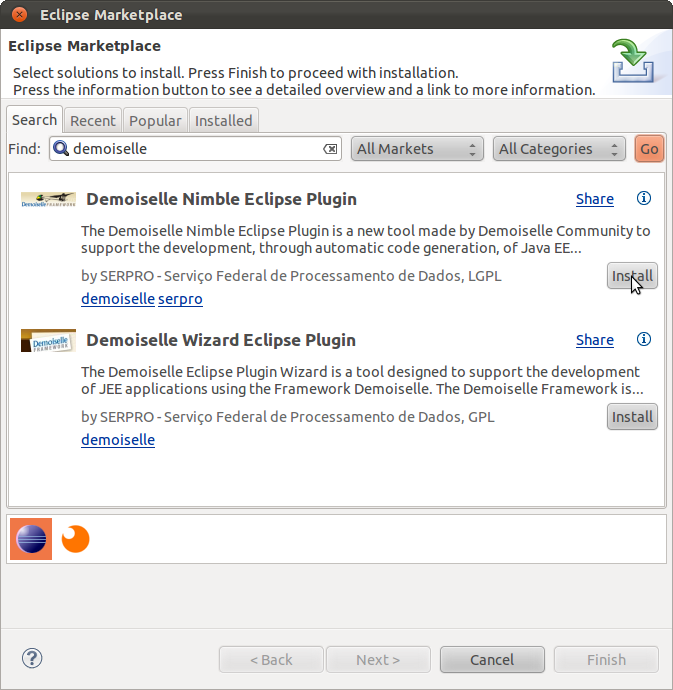 Eclipse Marketplace
Eclipse Marketplace
Select solutions to install. Press Finish to proceed with installation.
Press the information button to see a detailed overview and a link to more information.
Search Recent Popular Installed
Find: demoiselle All Markets All Categories Go
Demoiselle Nimble Eclipse Plugin Share
The Demoiselle Nimble Eclipse Plugin is a new tool made by Demoiselle Community to
support the development, through automatic code generation, of Java EE...
by SERPRO - Serviço Federal de Processamento de Dados, LGPL Install
demoiselle serpro
Demoiselle Wizard Eclipse Plugin Share
The Demoiselle Eclipse Plugin Wizard is a tool designed to support the development
of JEE applications using the Framework Demoiselle. The Demoiselle Framework is...
by SERPRO - Serviço Federal de Processamento de Dados, GPL Install
demoiselle
< Back Next > Cancel Finish